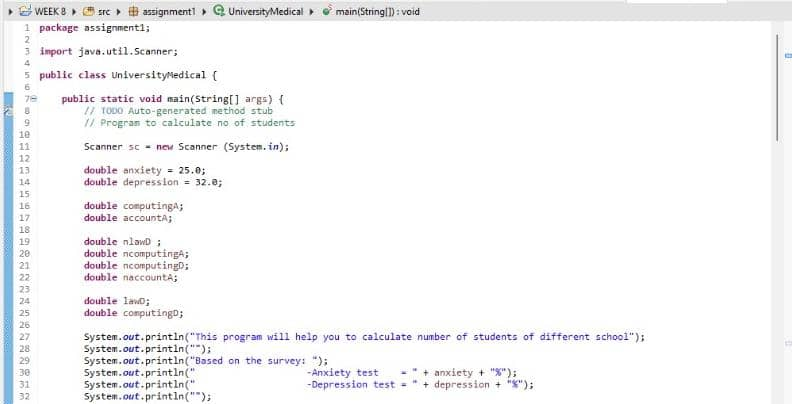 WEEK 8 ▸ src ▸ assignment1 ▸ UniversityMedical ▸ main(String[]) : void
1 package assignment1;
2
3 import java.util.Scanner;
4
5 public class UniversityMedical {
6
7 public static void main(String[] args) {
8 // TODO Auto-generated method stub
9 // Program to calculate no of students
10
11 Scanner sc = new Scanner (System.in);
12
13 double anxiety = 25.0;
14 double depression = 32.0;
15
16 double computingA;
17 double accountA;
18
19 double nlawD ;
20 double ncomputingA;
21 double ncomputingD;
22 double naccountA;
23
24 double lawD;
25 double computingD;
26
27 System.out.println("This program will help you to calculate number of students of different school");
28 System.out.println("");
29 System.out.println("Based on the survey: ");
30 System.out.println(" -Anxiety test = " + anxiety + "%");
31 System.out.println(" -Depression test = " + depression + "%");
32 System.out.println("");